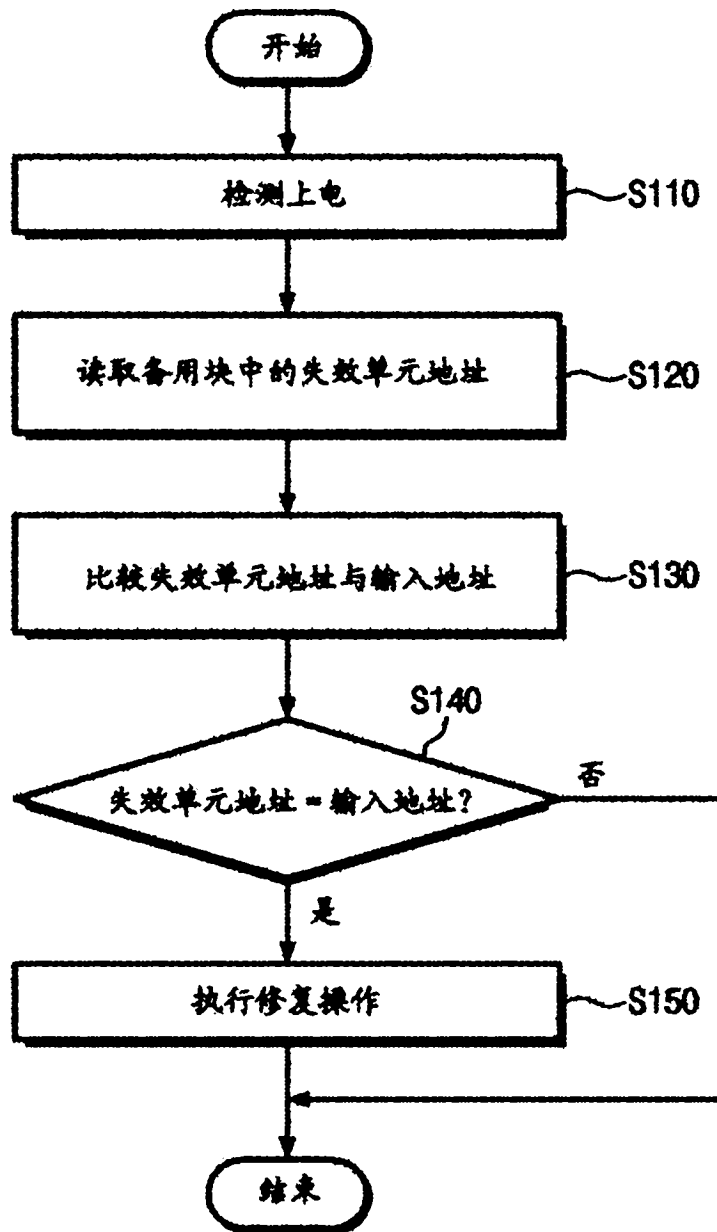 开始
检测上电
S110
读取备用块中的失效单元地址
S120
比较失效单元地址与输入地址
S130
S140
失效单元地址=输入地址?
否
是
执行修复操作
S150
结束